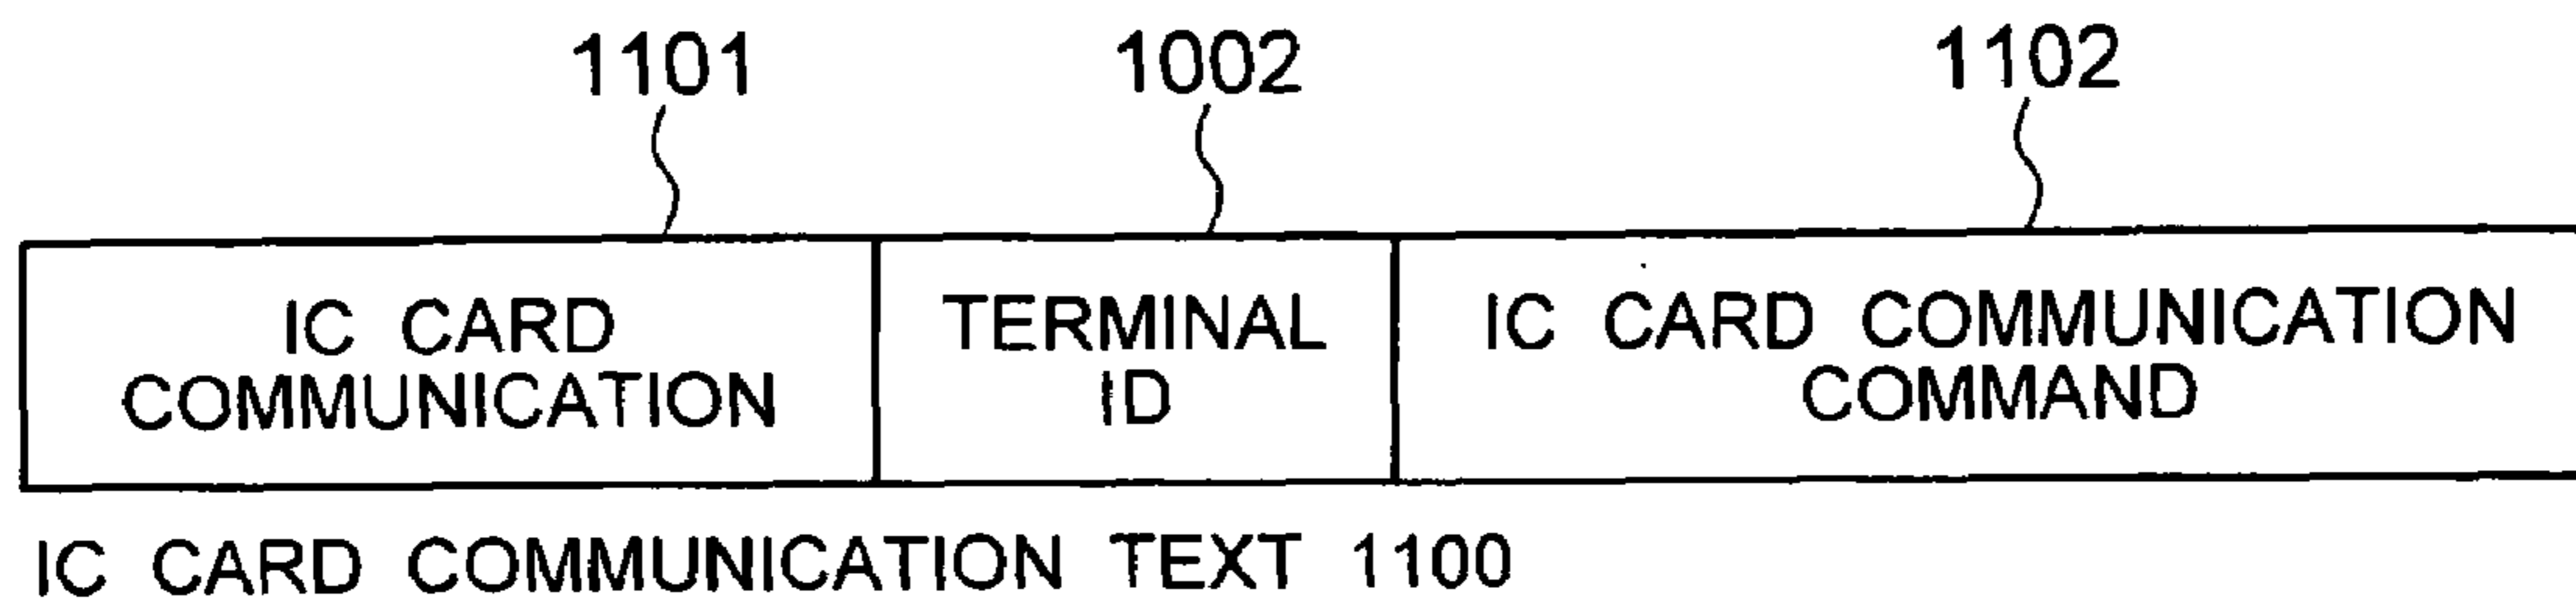 1101 1002 1102
IC CARD COMMUNICATION
TERMINAL ID
IC CARD COMMUNICATION COMMAND
IC CARD COMMUNICATION TEXT 1100